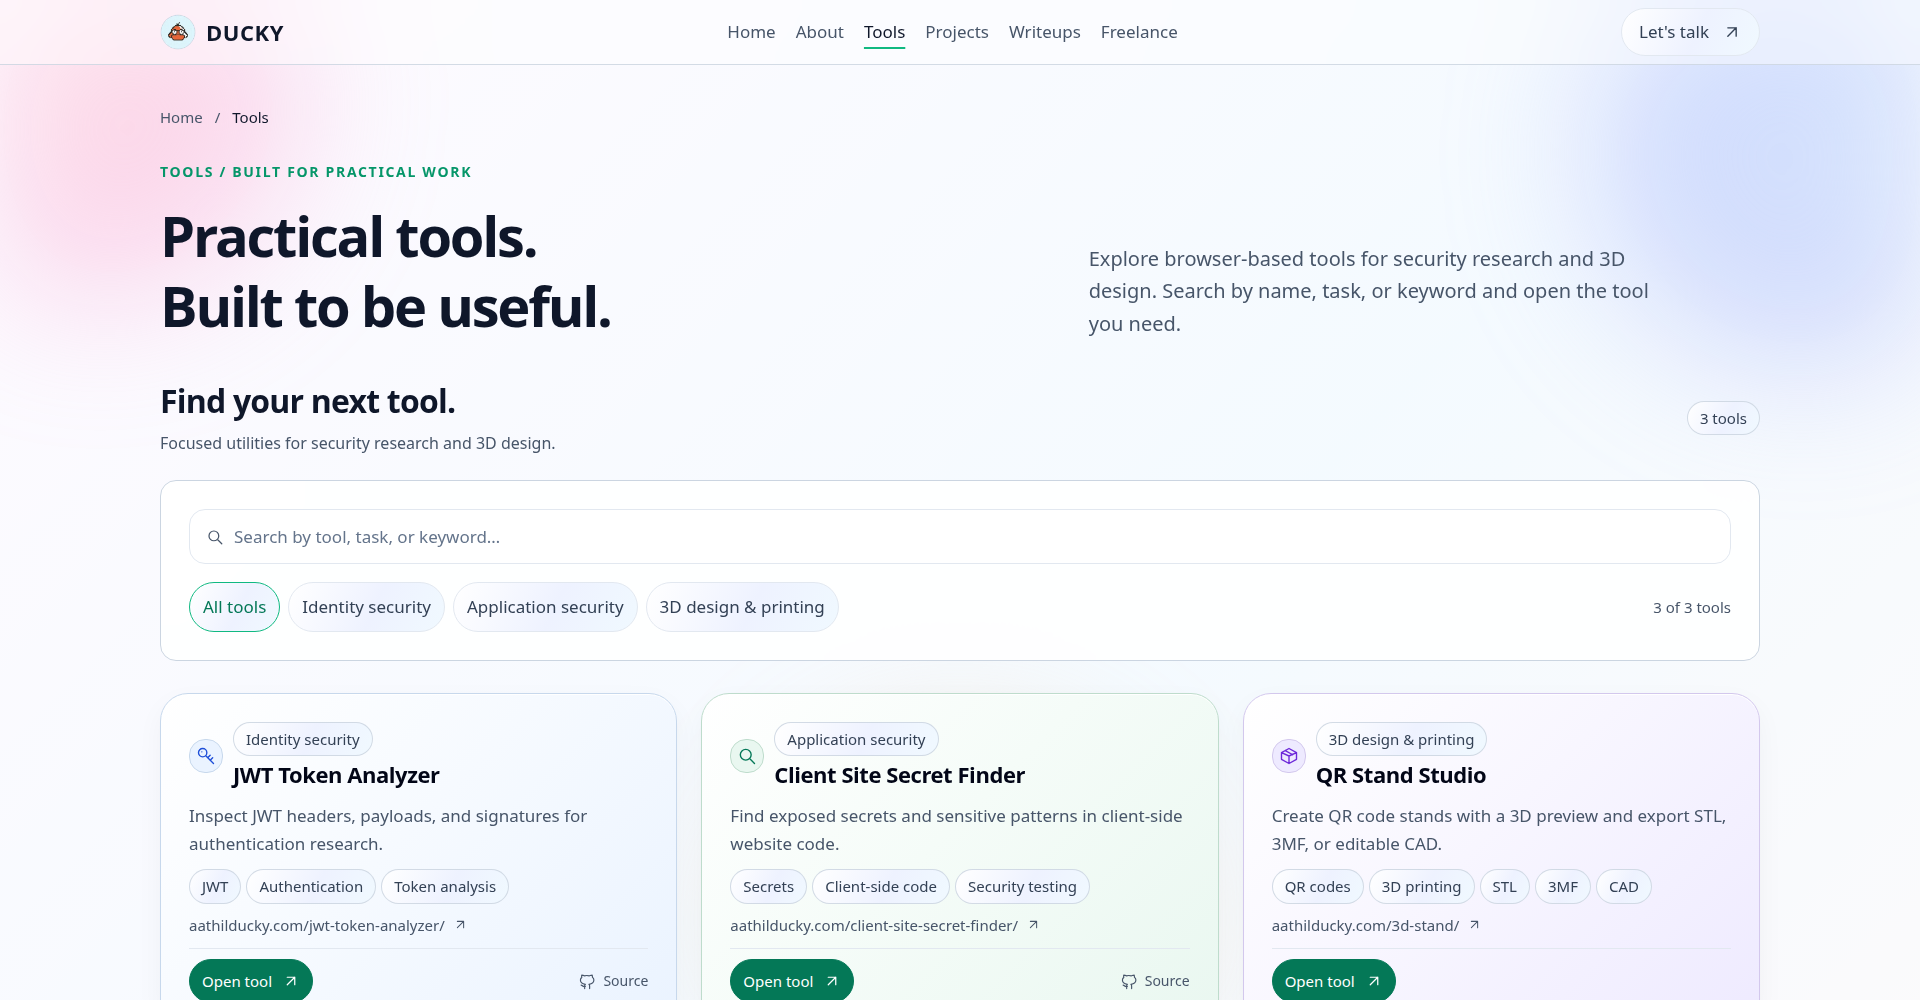 DUCKY
Home About Tools Projects Writeups Freelance
Let's talk
Home / Tools
TOOLS / BUILT FOR PRACTICAL WORK
Practical tools.
Built to be useful.
Explore browser-based tools for security research and 3D
design. Search by name, task, or keyword and open the tool
you need.
Find your next tool.
Focused utilities for security research and 3D design.
3 tools
Search by tool, task, or keyword...
All tools Identity security Application security 3D design & printing
3 of 3 tools
Identity security
JWT Token Analyzer
Inspect JWT headers, payloads, and signatures for
authentication research.
JWT Authentication Token analysis
aathilducky.com/jwt-token-analyzer/
Open tool Source
Application security
Client Site Secret Finder
Find exposed secrets and sensitive patterns in client-side
website code.
Secrets Client-side code Security testing
aathilducky.com/client-site-secret-finder/
Open tool Source
3D design & printing
QR Stand Studio
Create QR code stands with a 3D preview and export STL,
3MF, or editable CAD.
QR codes 3D printing STL 3MF CAD
aathilducky.com/3d-stand/
Open tool